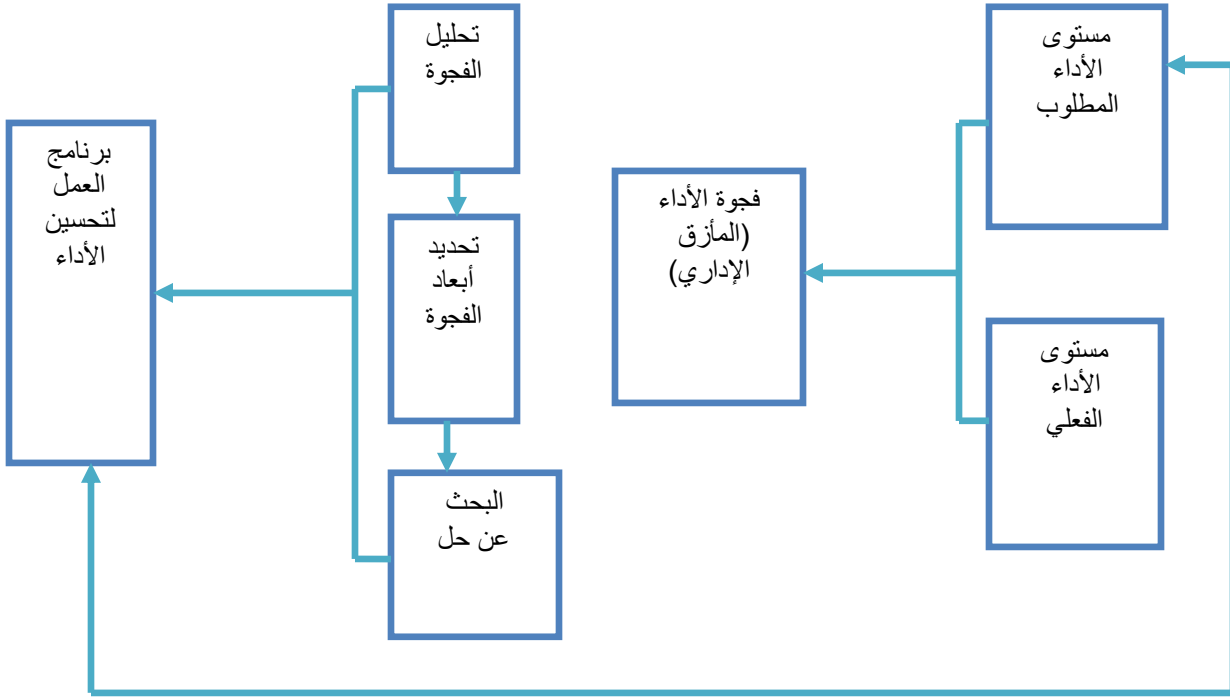 مستوى
الأداء
المطلوب
مستوى
الأداء
الفعلي
فجوة الأداء
(المأزق
الإداري)
تحليل
الفجوة
تحديد
أبعاد
الفجوة
البحث
عن حل
برنامج
العمل
لتحسين
الأداء